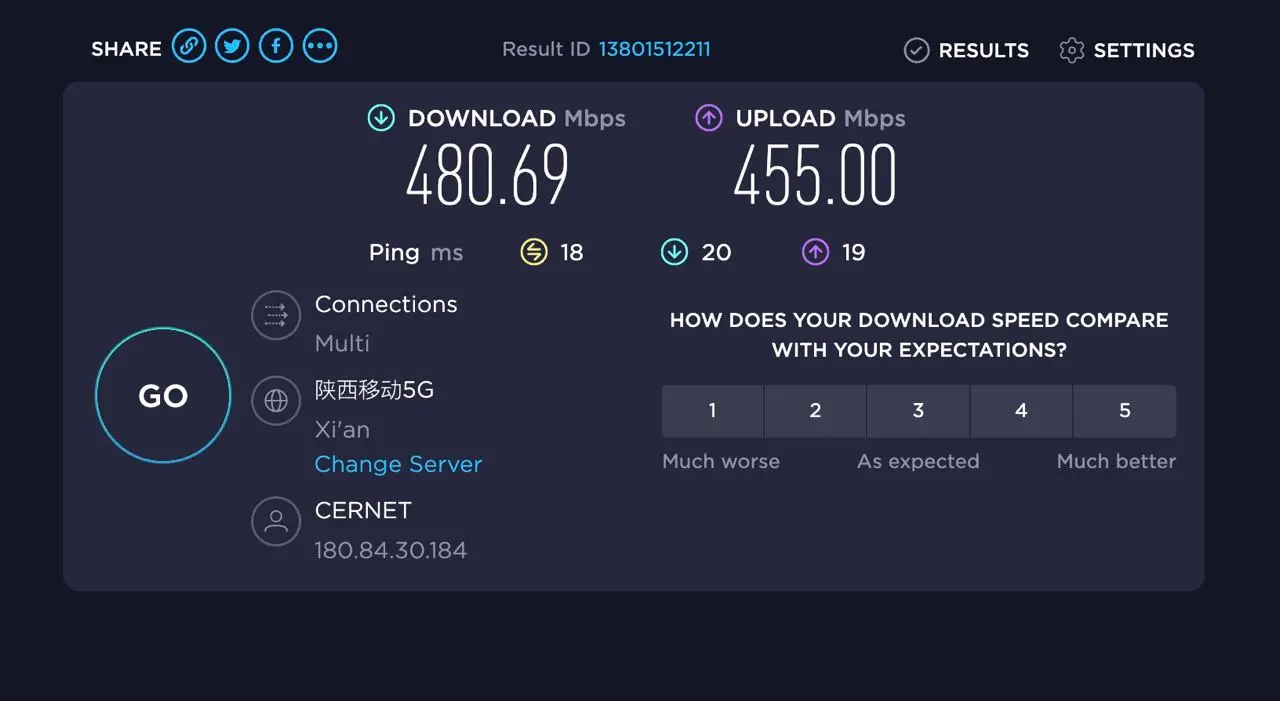 SHARE
Result ID 13801512211
RESULTS
SETTINGS
DOWNLOAD Mbps
480.69
UPLOAD Mbps
455.00
Ping ms 18 20 19
GO
Connections
Multi
陕西移动5G
Xi'an
Change Server
CERNET
180.84.30.184
HOW DOES YOUR DOWNLOAD SPEED COMPARE
WITH YOUR EXPECTATIONS?
1 2 3 4 5
Much worse As expected Much better